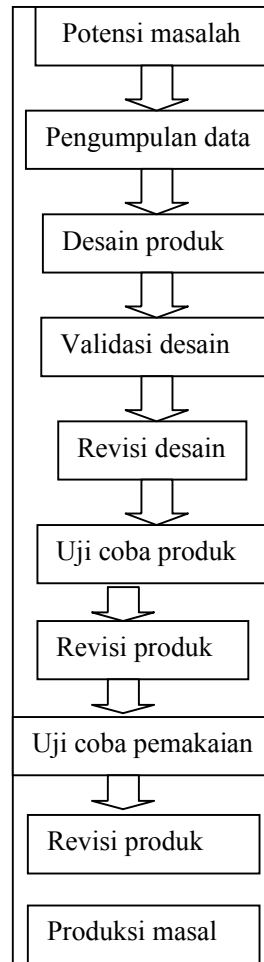 Potensi masalah
Pengumpulan data
Desain produk
Validasi desain
Revisi desain
Uji coba produk
Revisi produk
Uji coba pemakaian
Revisi produk
Produksi masal